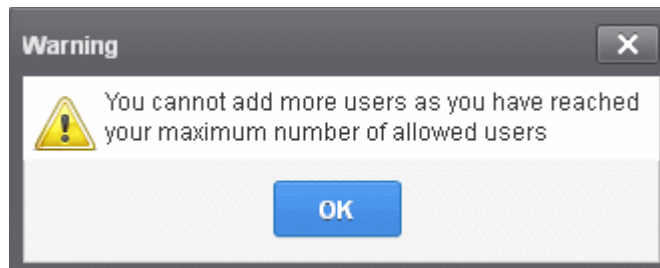 Warning
You cannot add more users as you have reached
your maximum number of allowed users
OK